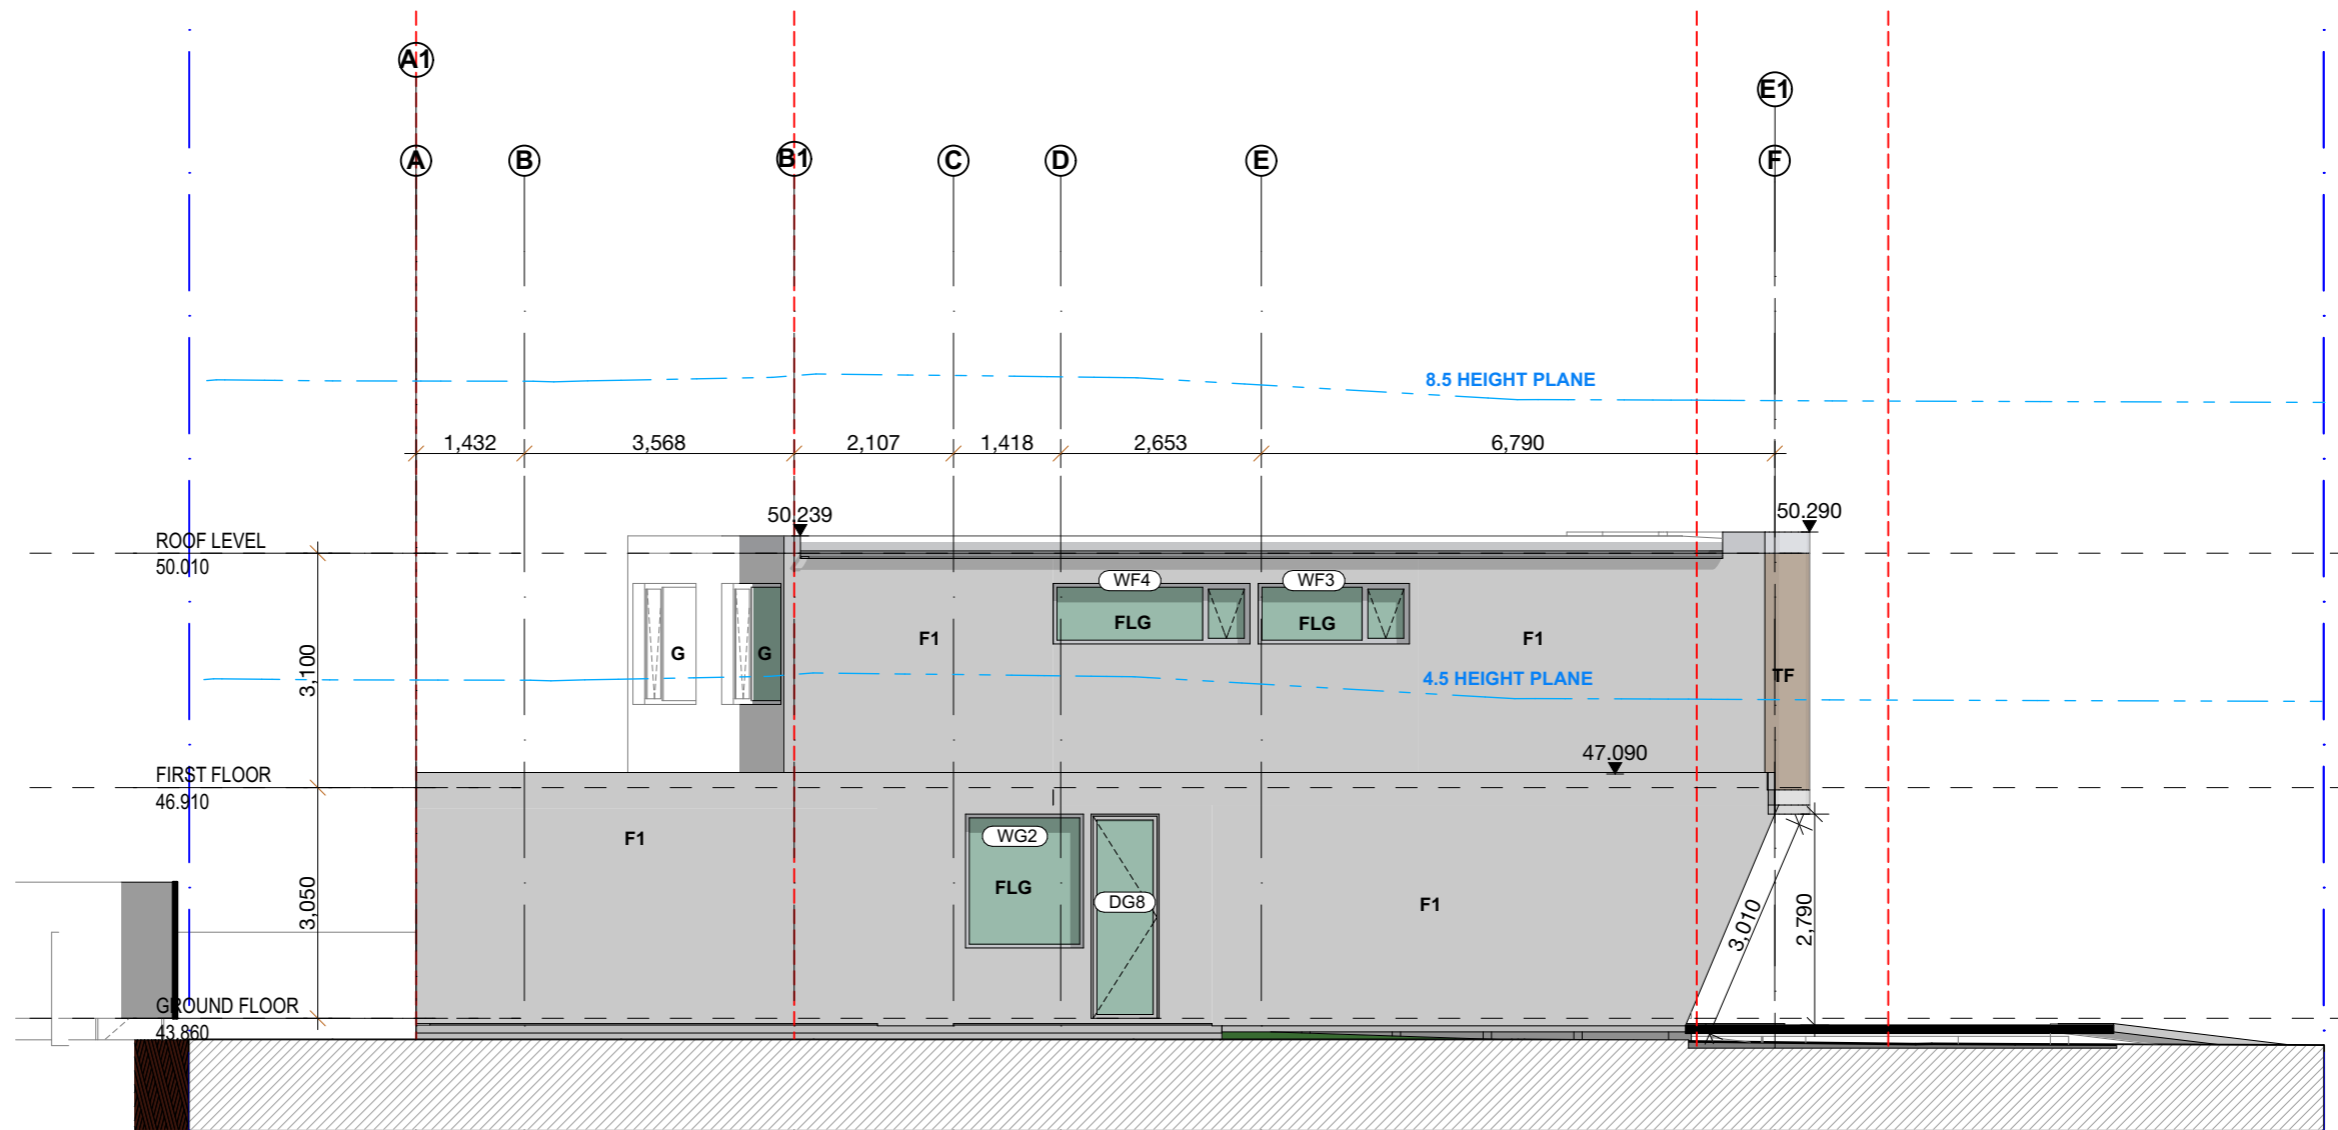 A1
E1
A B B1 C D E F
8.5 HEIGHT PLANE
1,432 3,568 2,107 1,418 2,653 6,790
50.239 50.290
ROOF LEVEL
50.010
WF4 WF3
FLG FLG
F1 F1
G G
3,100
TF
4.5 HEIGHT PLANE
47.090
FIRST FLOOR
46.910
F1
WG2
FLG
DG8
F1
3,050
3,010
2,790
GROUND FLOOR
43.860